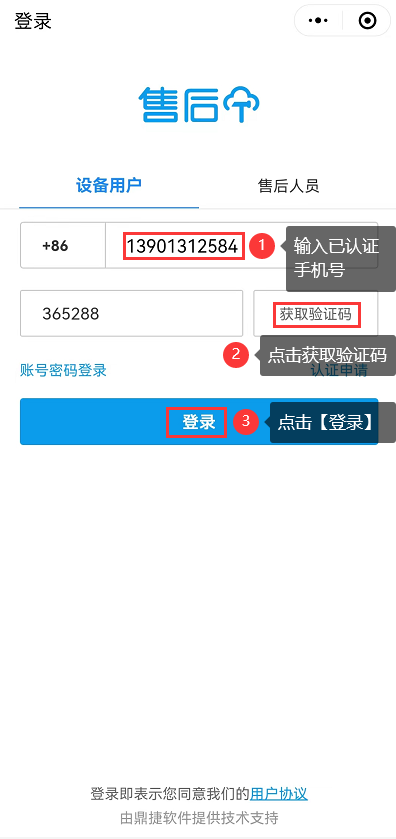 登录
售后个
设备用户
售后人员
+86
13901312584
1
输入已认证
手机号
365288
获取验证码
2
点击获取验证码
账号密码登录
认证申请
登录
3
点击【登录】
登录即表示您同意我们的用户协议
由鼎捷软件提供技术支持